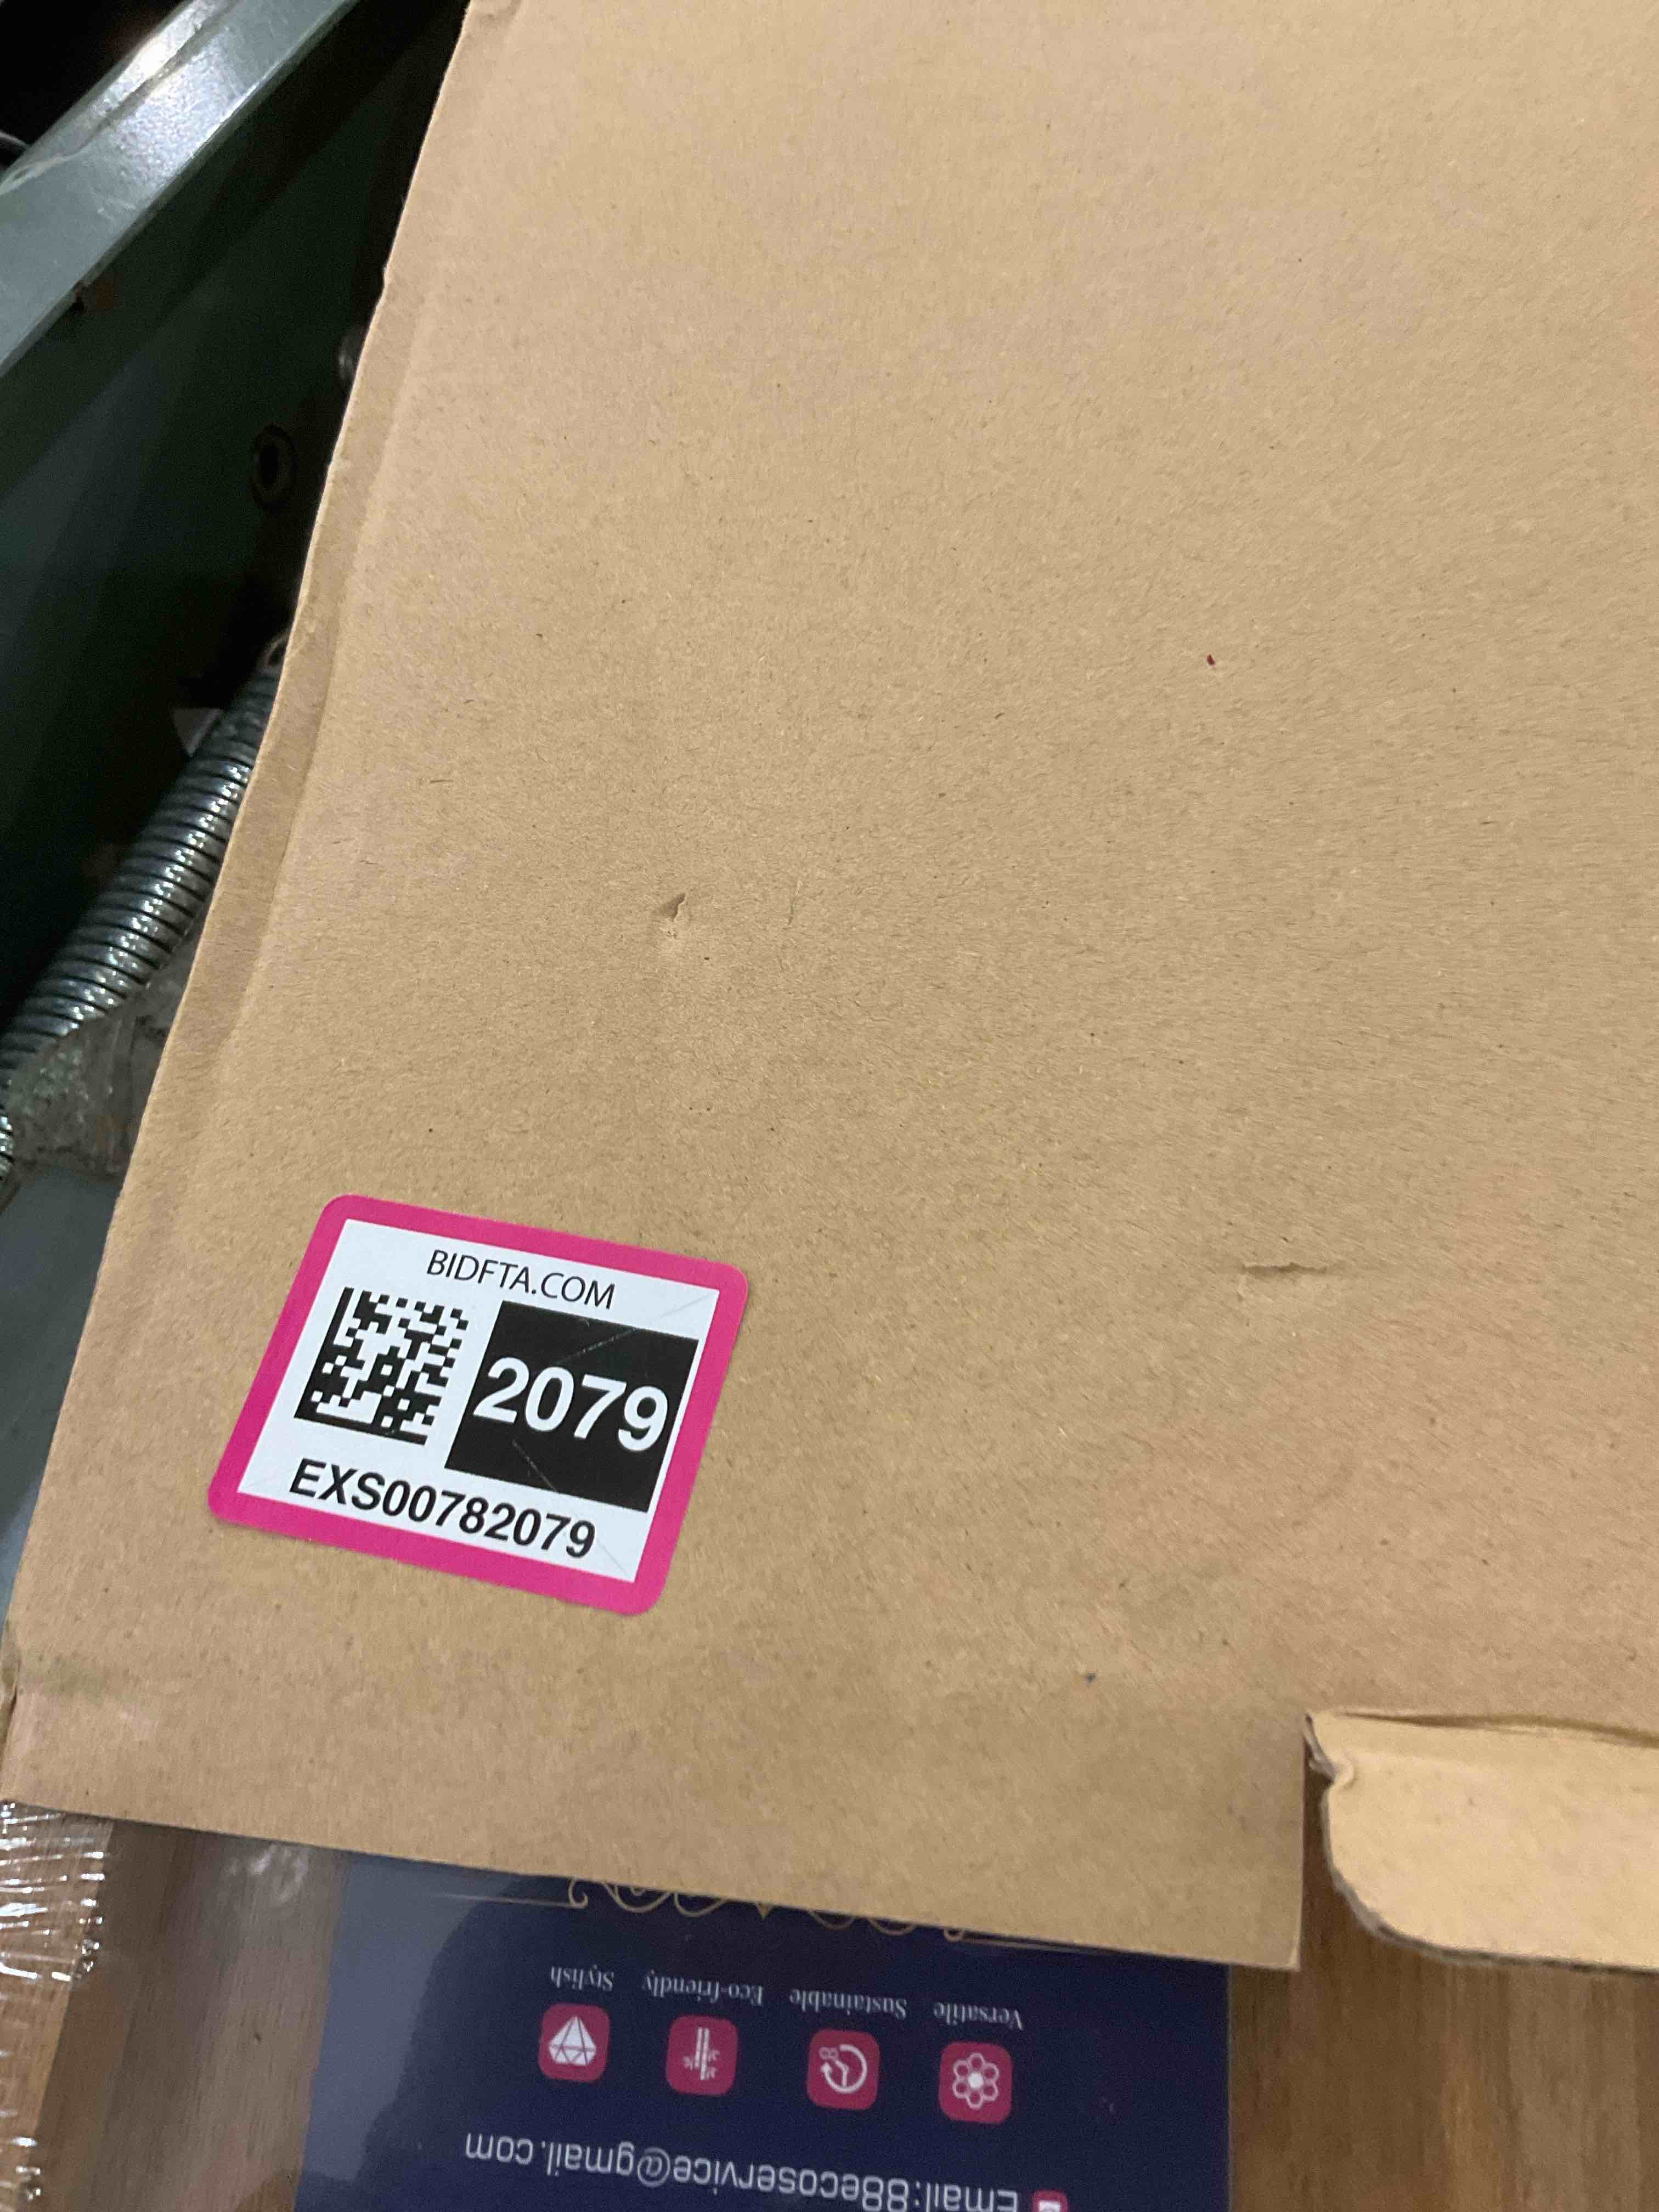 BIDFTA.COM
2079
EXS00782079
Email:88ecoservice@gmail.com
Versatile Sustainable Eco-friendly Stylish